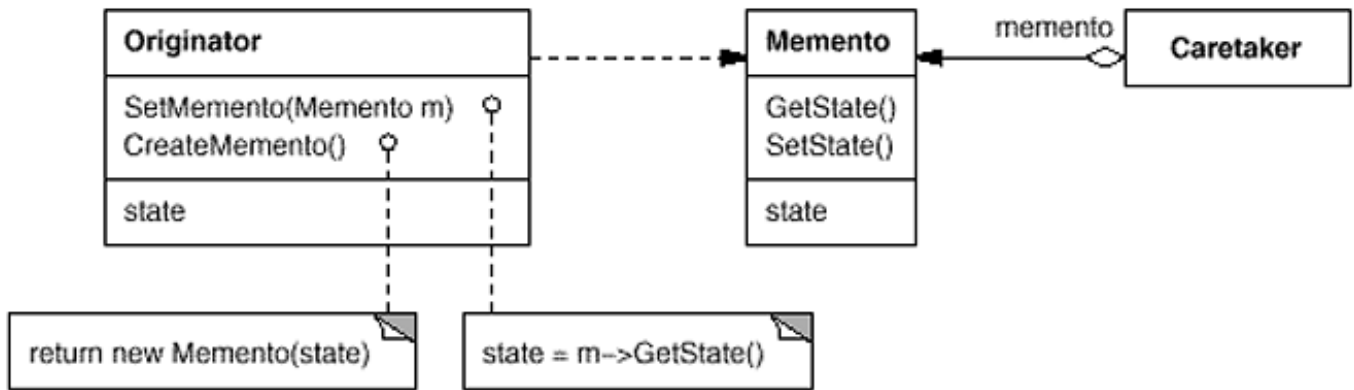 Originator
SetMemento(Memento m)
CreateMemento()
state
return new Memento(state)
state = m->GetState()
Memento
GetState()
SetState()
state
memento
Caretaker